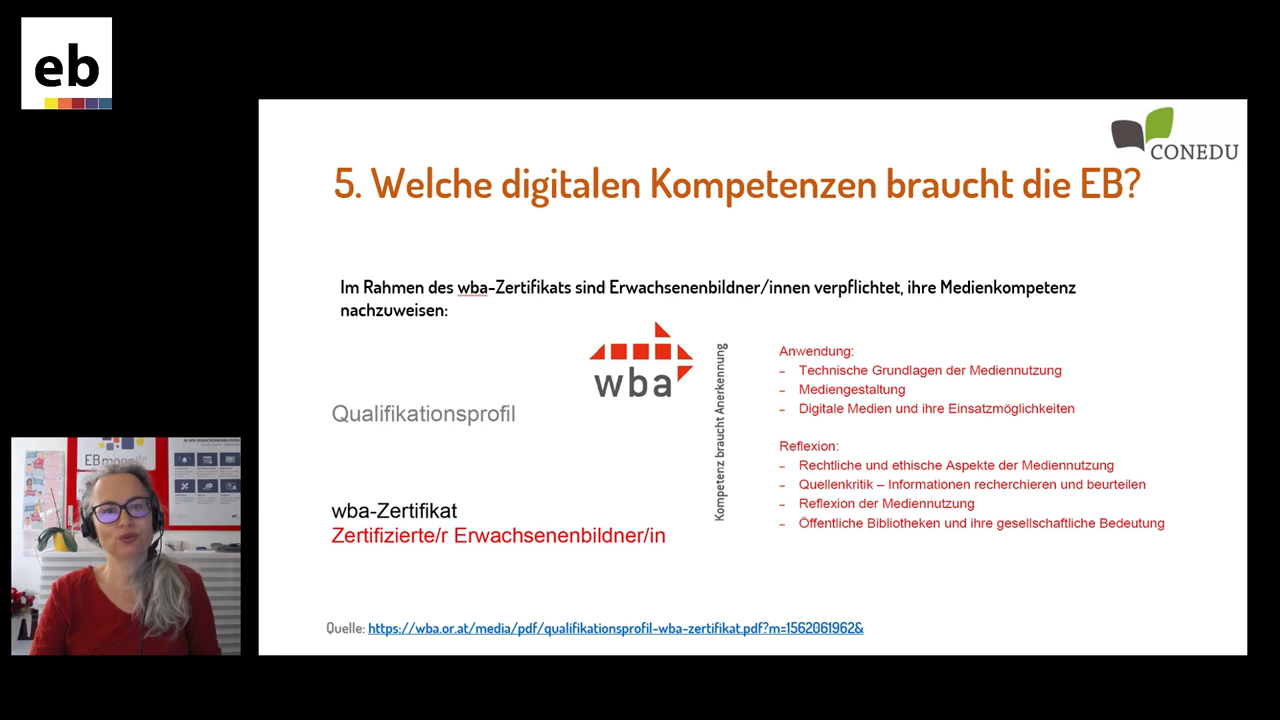 eb
CONEDU
5. Welche digitalen Kompetenzen braucht die EB?
Im Rahmen des wba-Zertifikats sind Erwachsenenbildner/innen verpflichtet, ihre Medienkompetenz
nachzuweisen:
wba
Kompetenz braucht Anerkennung
Qualifikationsprofil
wba-Zertifikat
Zertifizierte/r Erwachsenenbildner/in
Anwendung:
– Technische Grundlagen der Mediennutzung
– Mediengestaltung
– Digitale Medien und ihre Einsatzmöglichkeiten
Reflexion:
– Rechtliche und ethische Aspekte der Mediennutzung
– Quellenkritik – Informationen recherchieren und beurteilen
– Reflexion der Mediennutzung
– Öffentliche Bibliotheken und ihre gesellschaftliche Bedeutung
Quelle: https://wba.or.at/media/pdf/qualifikationsprofil-wba-zertifikat.pdf?m=1562061962&
IN DER ERWACHSENENBILDUNG